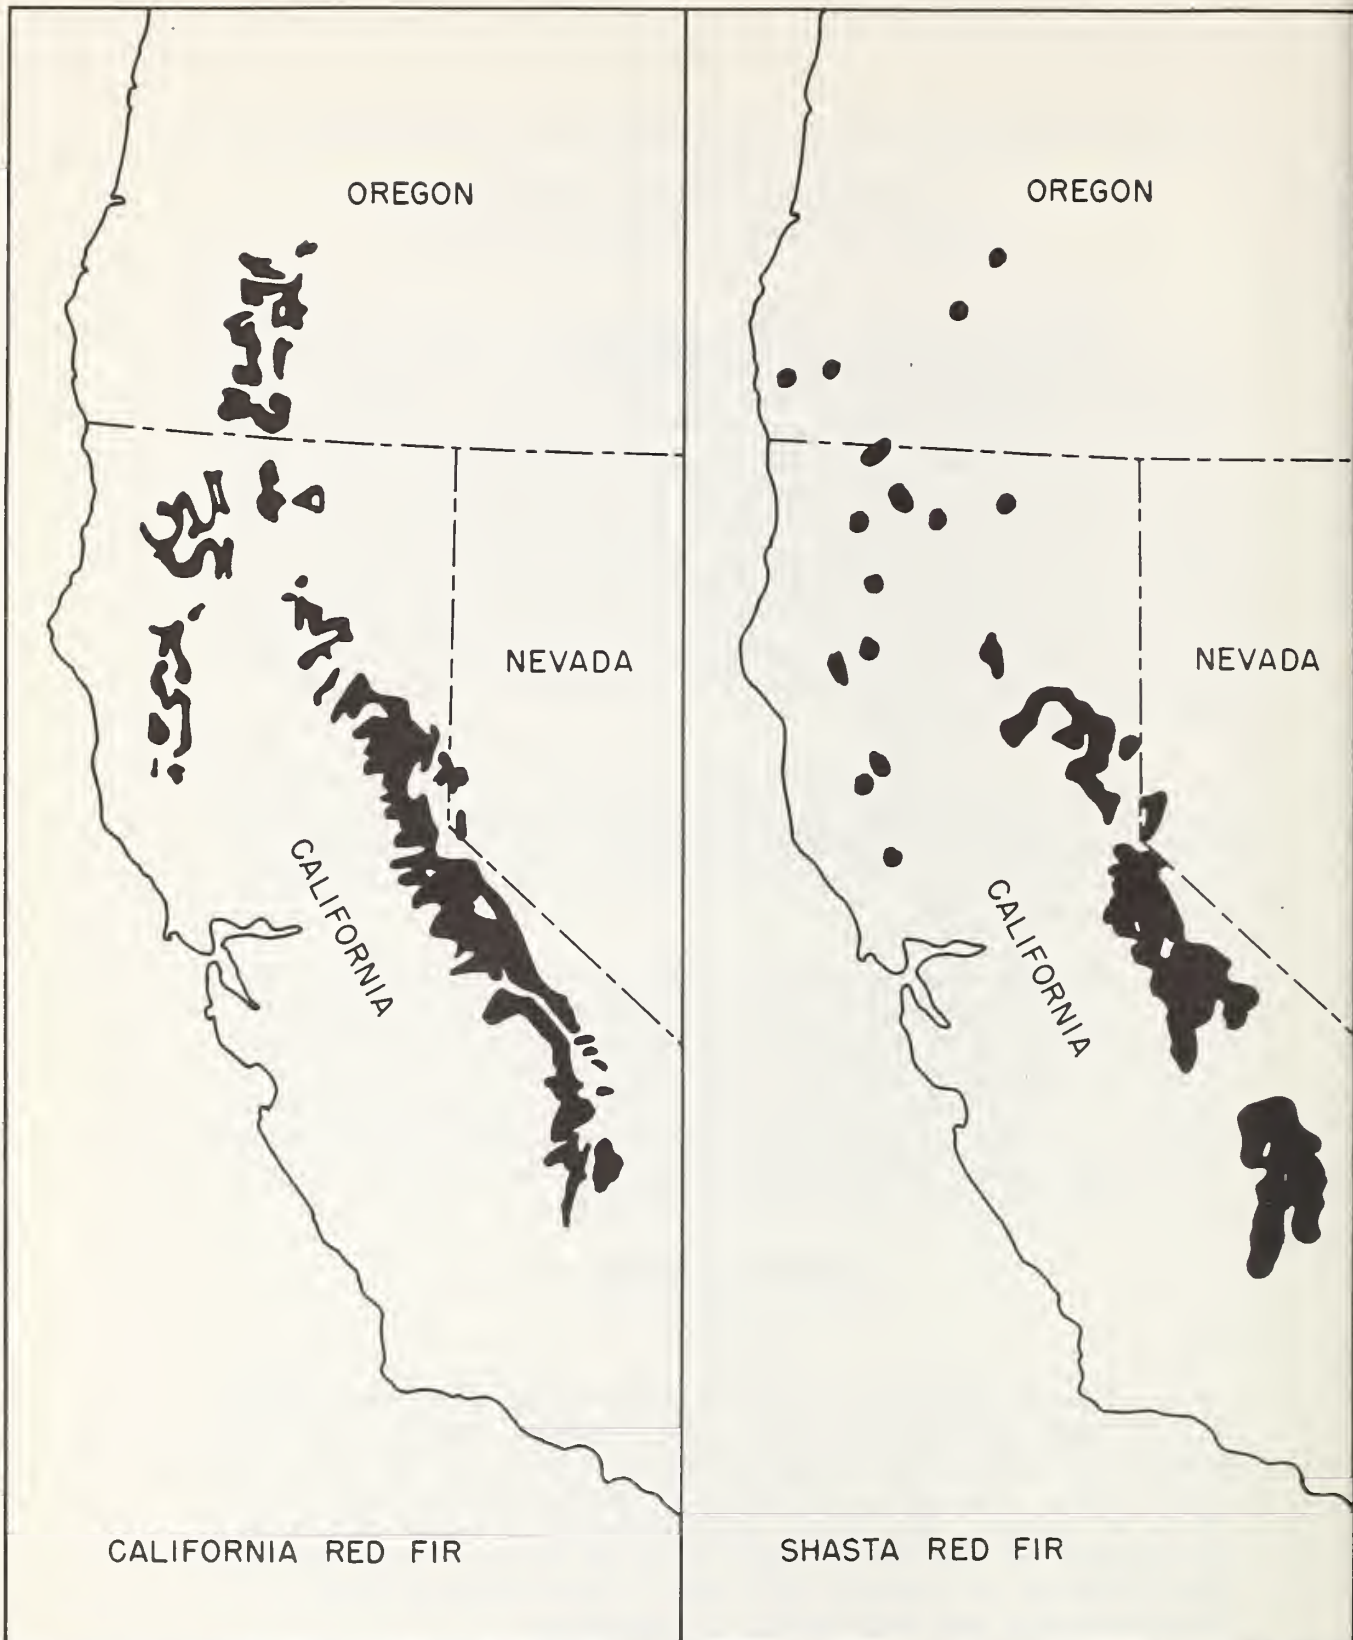 OREGON
NEVADA
CALIFORNIA
CALIFORNIA RED FIR
OREGON
NEVADA
CALIFORNIA
SHASTA RED FIR